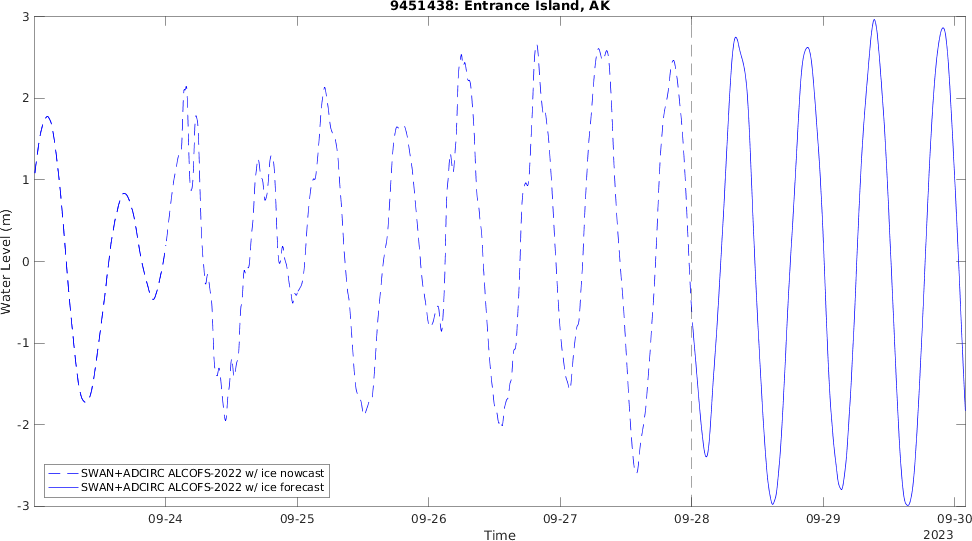 9451438: Entrance Island, AK
3
2
1
0
-1
-2
-3
Water Level (m)
SWAN+ADCIRC ALCOFS-2022 w/ ice nowcast
SWAN+ADCIRC ALCOFS-2022 w/ ice forecast
09-24 09-25 09-26 09-27 09-28 09-29 09-30
Time
2023